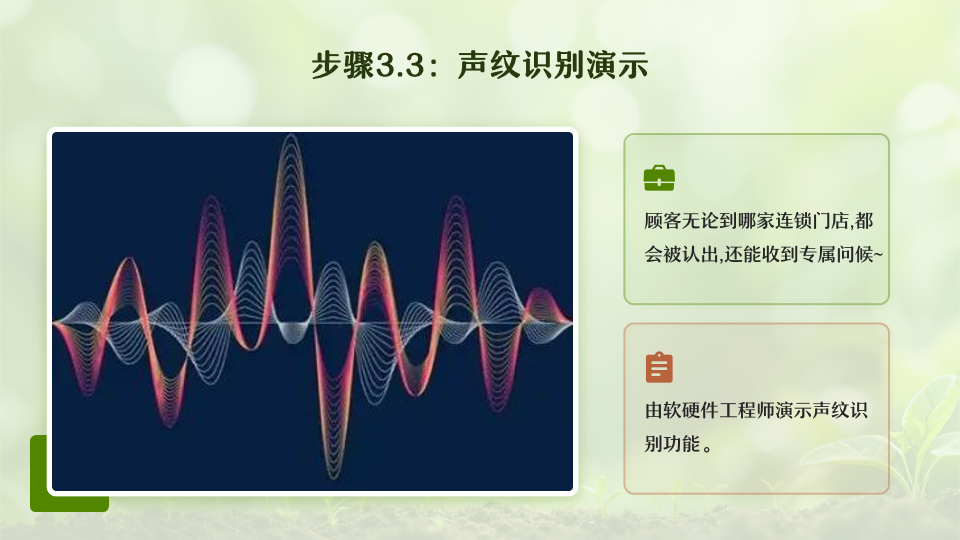 步骤3.3：声纹识别演示
顾客无论到哪家连锁门店,都
会被认出,还能收到专属问候~
由软硬件工程师演示声纹识
别功能。